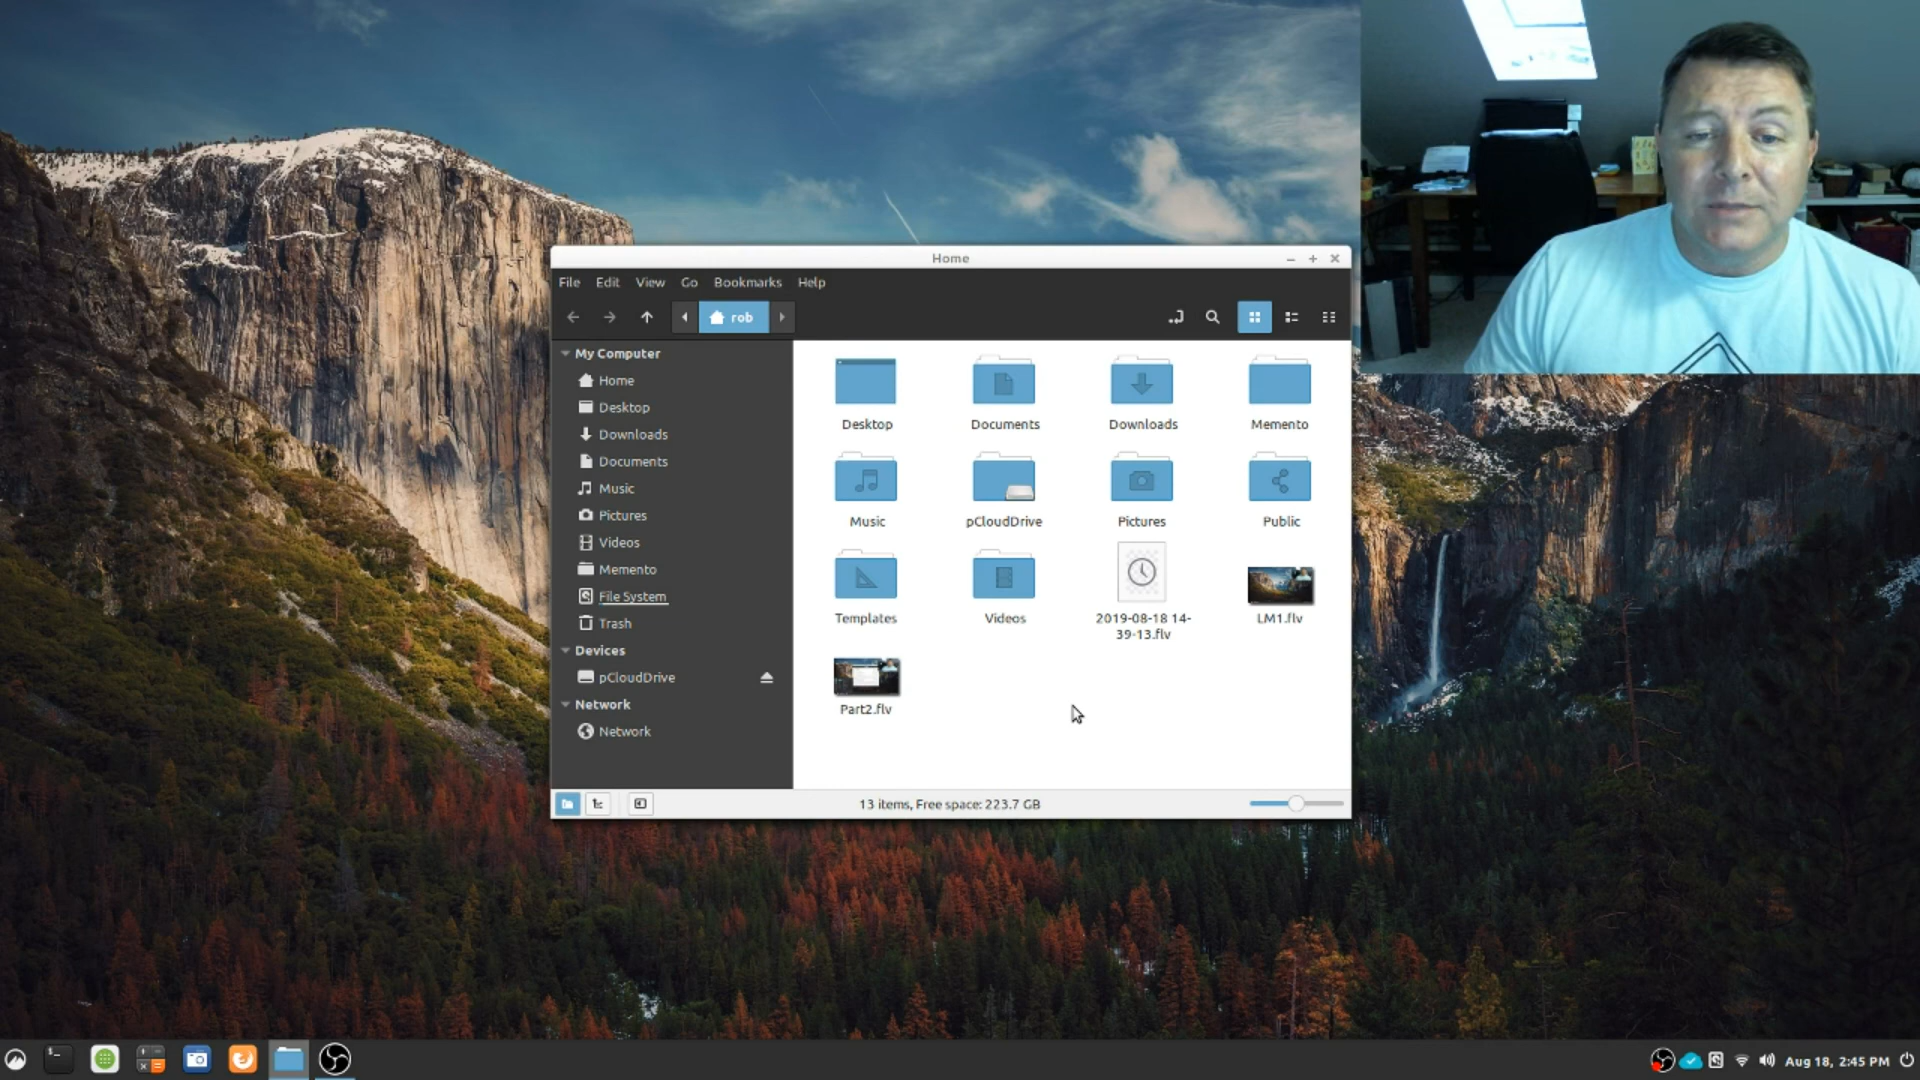 Home
File Edit View Go Bookmarks Help
rob
My Computer
Home
Desktop
Downloads
Documents
Music
Pictures
Videos
Memento
File System
Trash
Devices
pCloudDrive
Network
Network
Desktop Documents Downloads Memento
Music pCloudDrive Pictures Public
Templates Videos 2019-08-18 14-
39-13.flv LM1.flv
Part2.flv
13 items, Free space: 223.7 GB
Aug 18, 2:45 PM